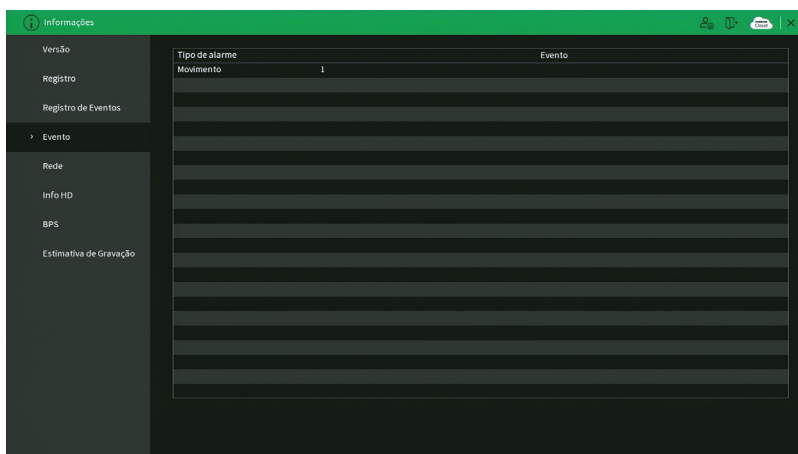 Informações
Cloud
Versão
Registro
Registro de Eventos
Evento
Rede
Info HD
BPS
Estimativa de Gravação
Tipo de alarme Evento
Movimento 1